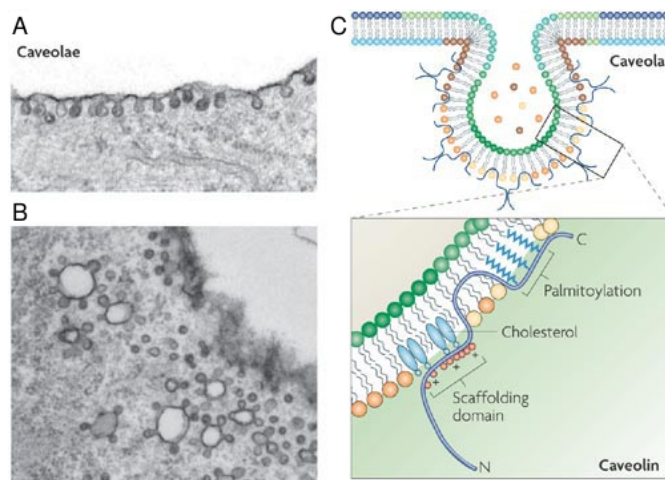 A
Caveolae
B
C
Caveola
C
Palmitoylation
Cholesterol
+
+
+
Scaffolding
domain
N
Caveolin